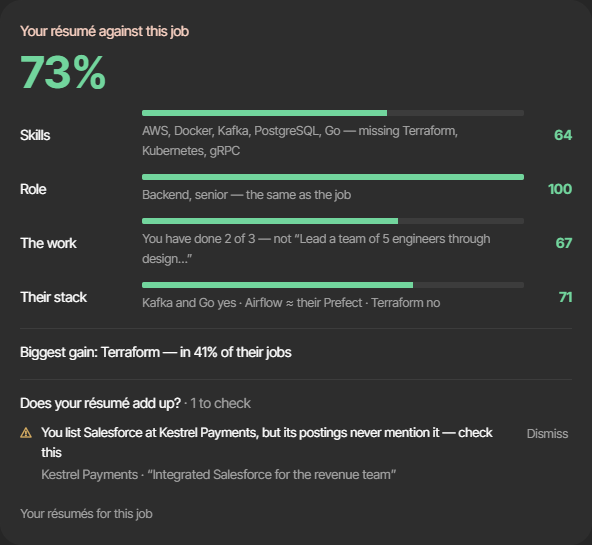 Your résumé against this job
73%
Skills
AWS, Docker, Kafka, PostgreSQL, Go — missing Terraform,
Kubernetes, gRPC
64
Role
Backend, senior — the same as the job
100
The work
You have done 2 of 3 — not “Lead a team of 5 engineers through
design...”
67
Their stack
Kafka and Go yes · Airflow ≈ their Prefect · Terraform no
71
Biggest gain: Terraform — in 41% of their jobs
Does your résumé add up? · 1 to check
You list Salesforce at Kestrel Payments, but its postings never mention it — check
this
Dismiss
Kestrel Payments · “Integrated Salesforce for the revenue team”
Your résumés for this job